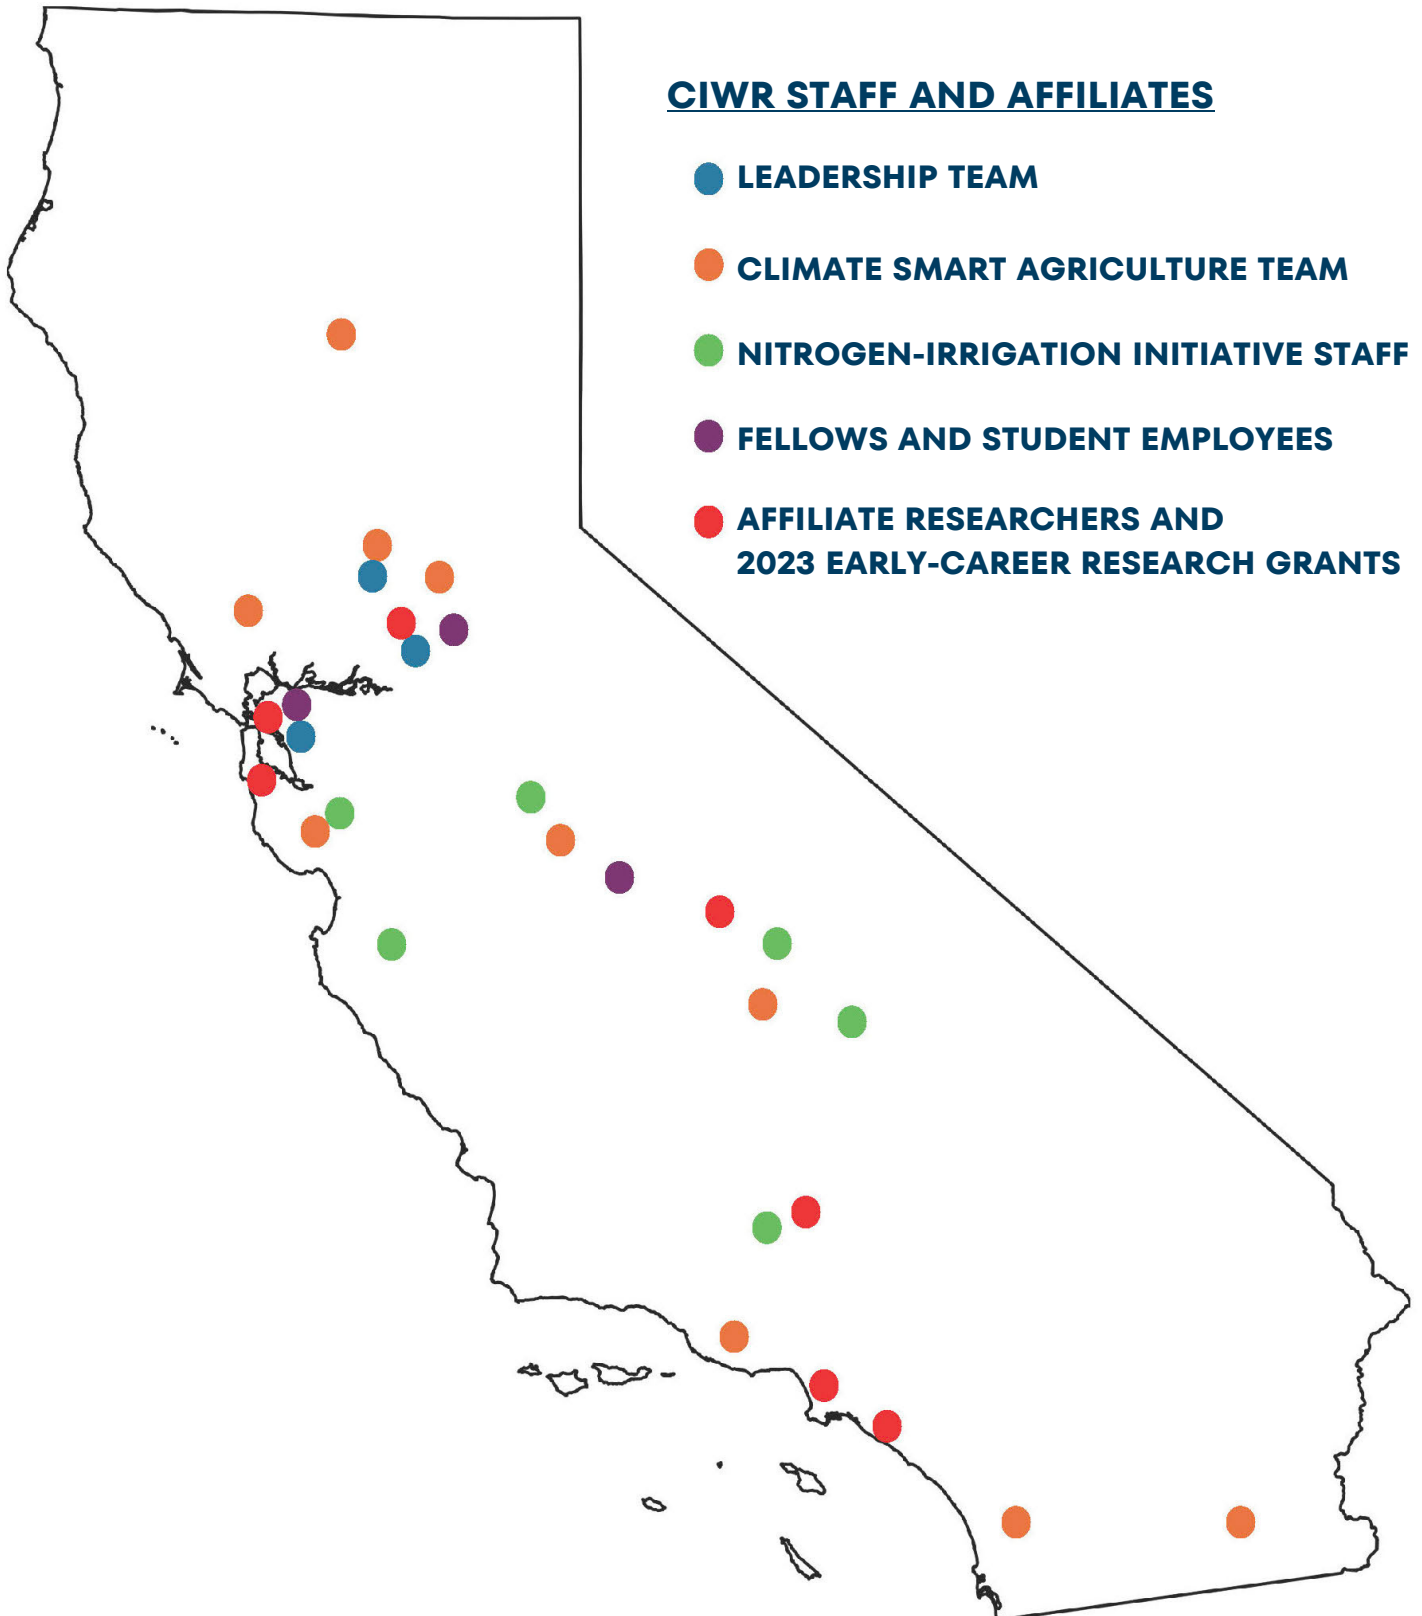 CIWR STAFF AND AFFILIATES
LEADERSHIP TEAM
CLIMATE SMART AGRICULTURE TEAM
NITROGEN-IRRIGATION INITIATIVE STAFF
FELLOWS AND STUDENT EMPLOYEES
AFFILIATE RESEARCHERS AND
2023 EARLY-CAREER RESEARCH GRANTS